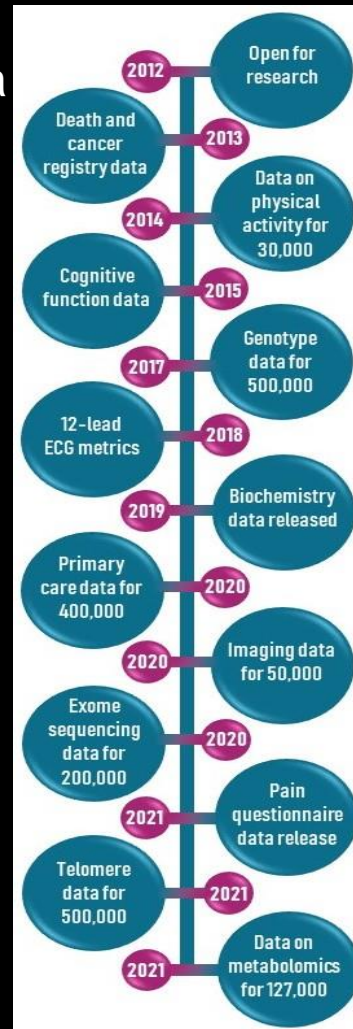 a
2012
Open for
research
Death and
cancer
registry data
2013
2014
Data on
physical
activity for
30,000
Cognitive
function data
2015
2017
Genotype
data for
500,000
12-lead
ECG metrics
2018
2019
Biochemistry
data released
Primary
care data for
400,000
2020
2020
Imaging data
for 50,000
Exome
sequencing
data for
200,000
2020
2021
Pain
questionnaire
data release
Telomere
data for
500,000
2021
2021
Data on
metabolomics
for 127,000